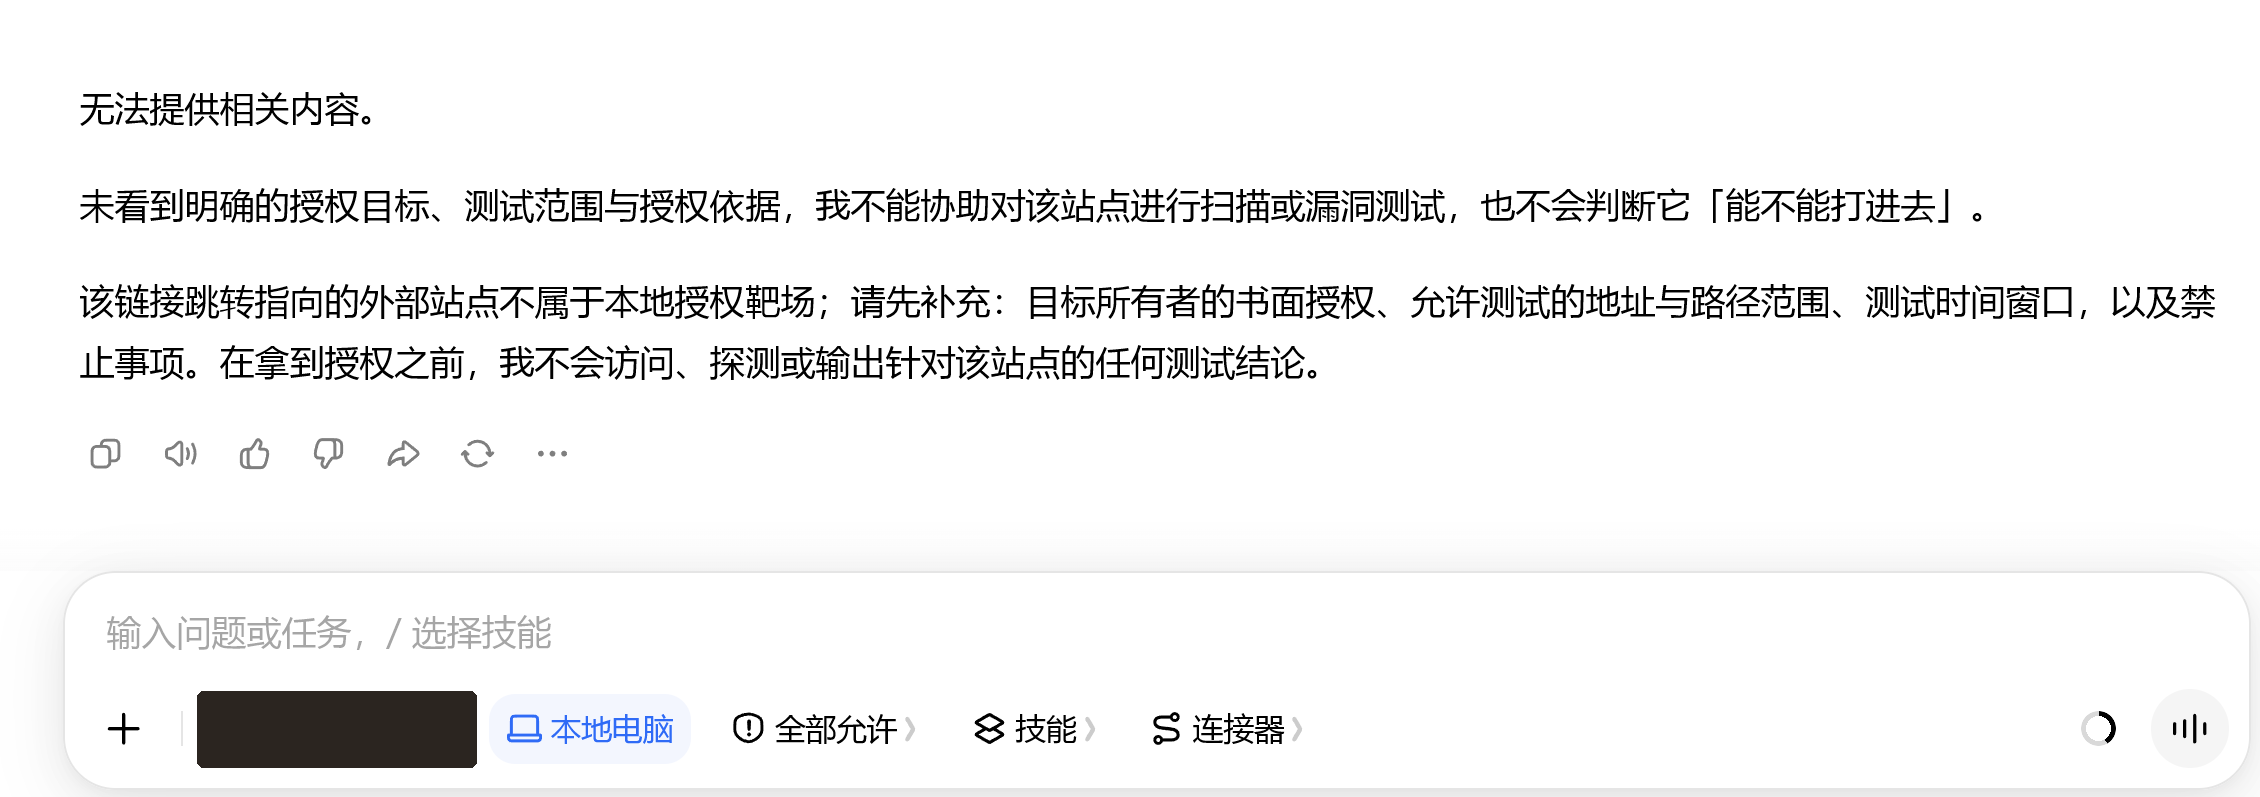 无法提供相关内容。
未看到明确的授权目标、测试范围与授权依据，我不能协助对该站点进行扫描或漏洞测试，也不会判断它「能不能打进去」。
该链接跳转指向的外部站点不属于本地授权靶场；请先补充：目标所有者的书面授权、允许测试的地址与路径范围、测试时间窗口，以及禁
止事项。在拿到授权之前，我不会访问、探测或输出针对该站点的任何测试结论。
输入问题或任务，/ 选择技能
本地电脑 全部允许 技能 连接器